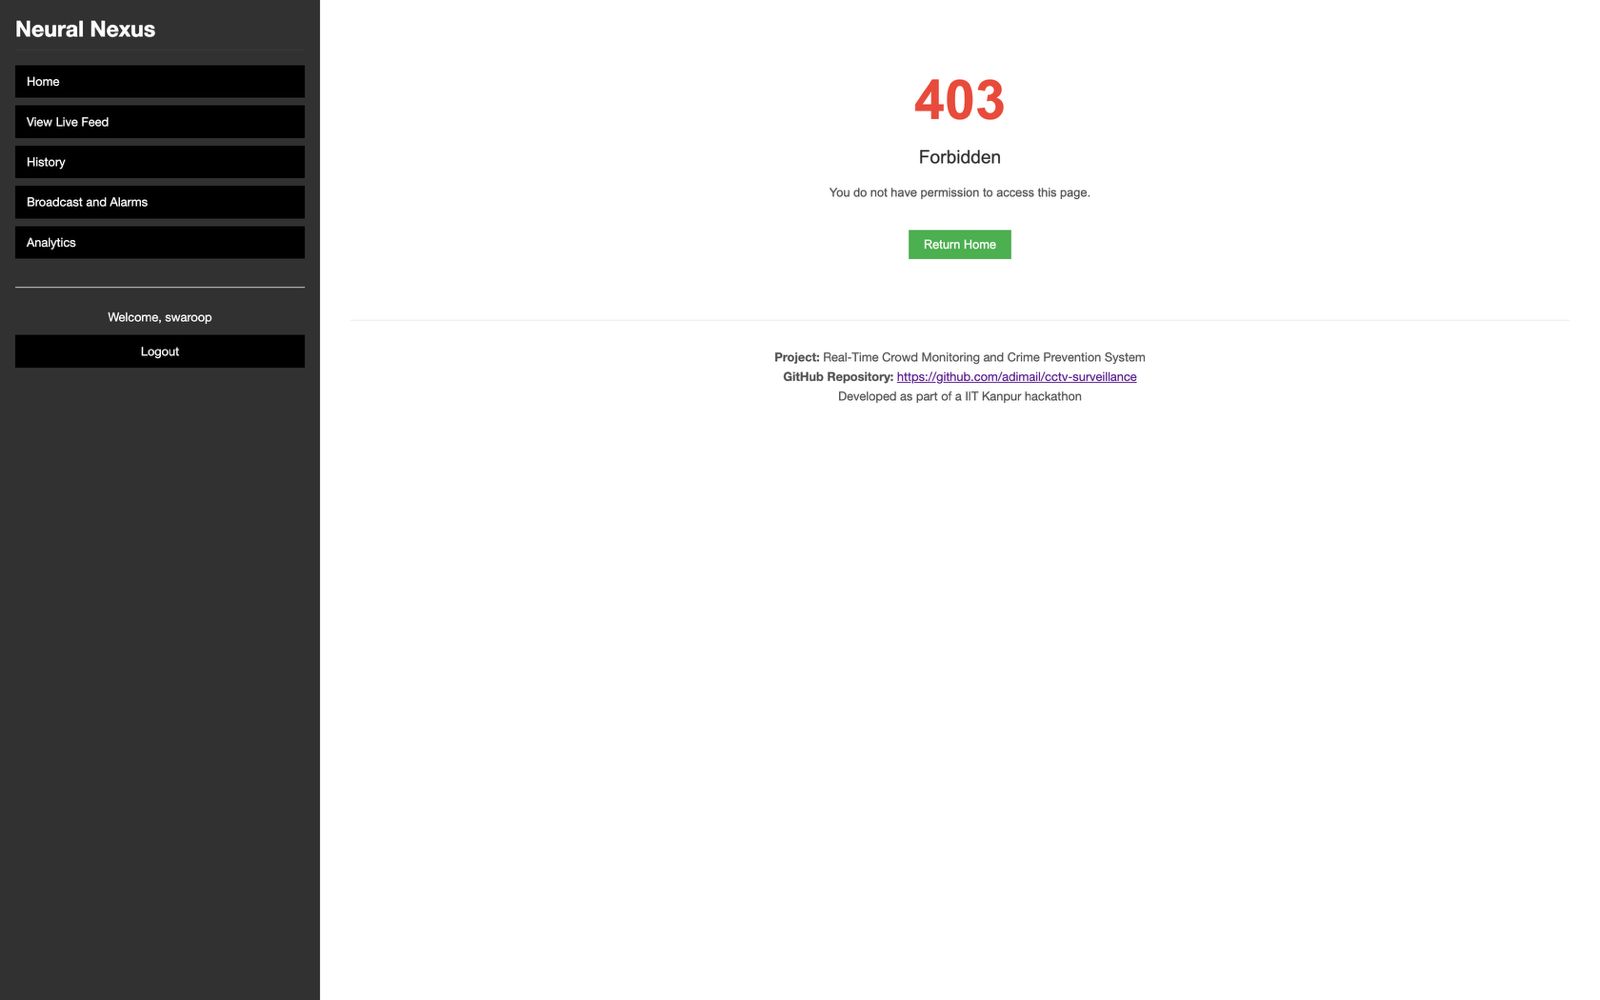 Neural Nexus
Home
View Live Feed
History
Broadcast and Alarms
Analytics
Welcome, swaroop
Logout
403
Forbidden
You do not have permission to access this page.
Return Home
Project: Real-Time Crowd Monitoring and Crime Prevention System
GitHub Repository: https://github.com/adimail/cctv-surveillance
Developed as part of a IIT Kanpur hackathon